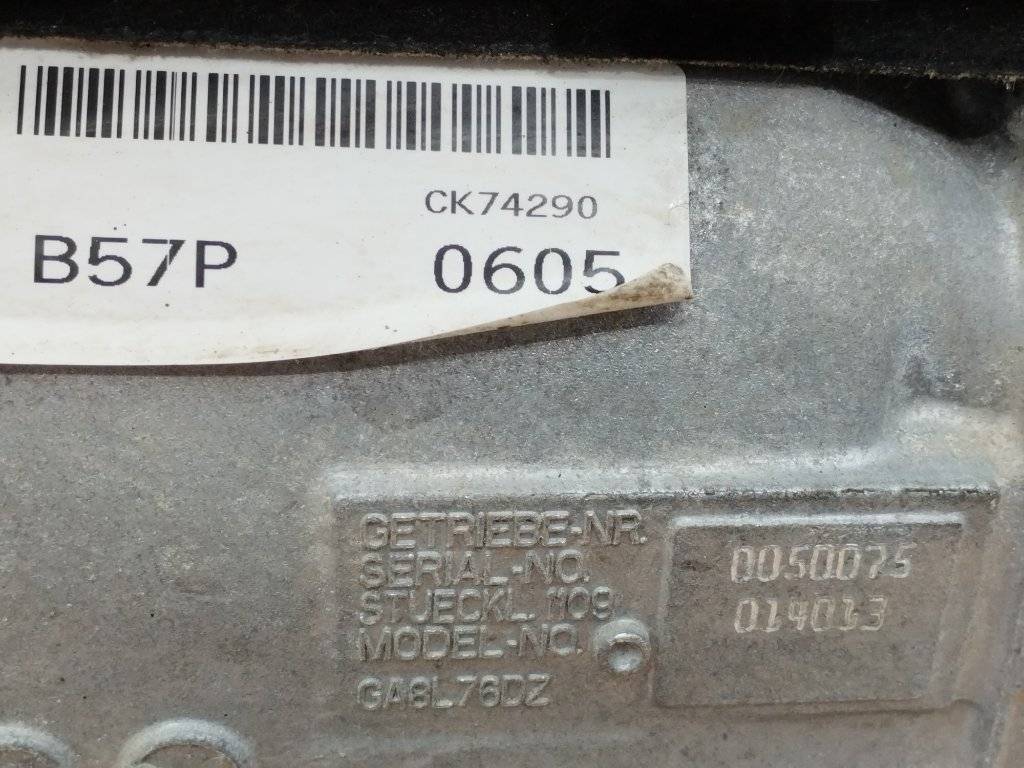 CK74290
B57P 0605
GETRIEBE-NR.
SERIAL-NO. 0050075
STUECKL. 1109 014013
MODEL-NO.
GA8L76DZ